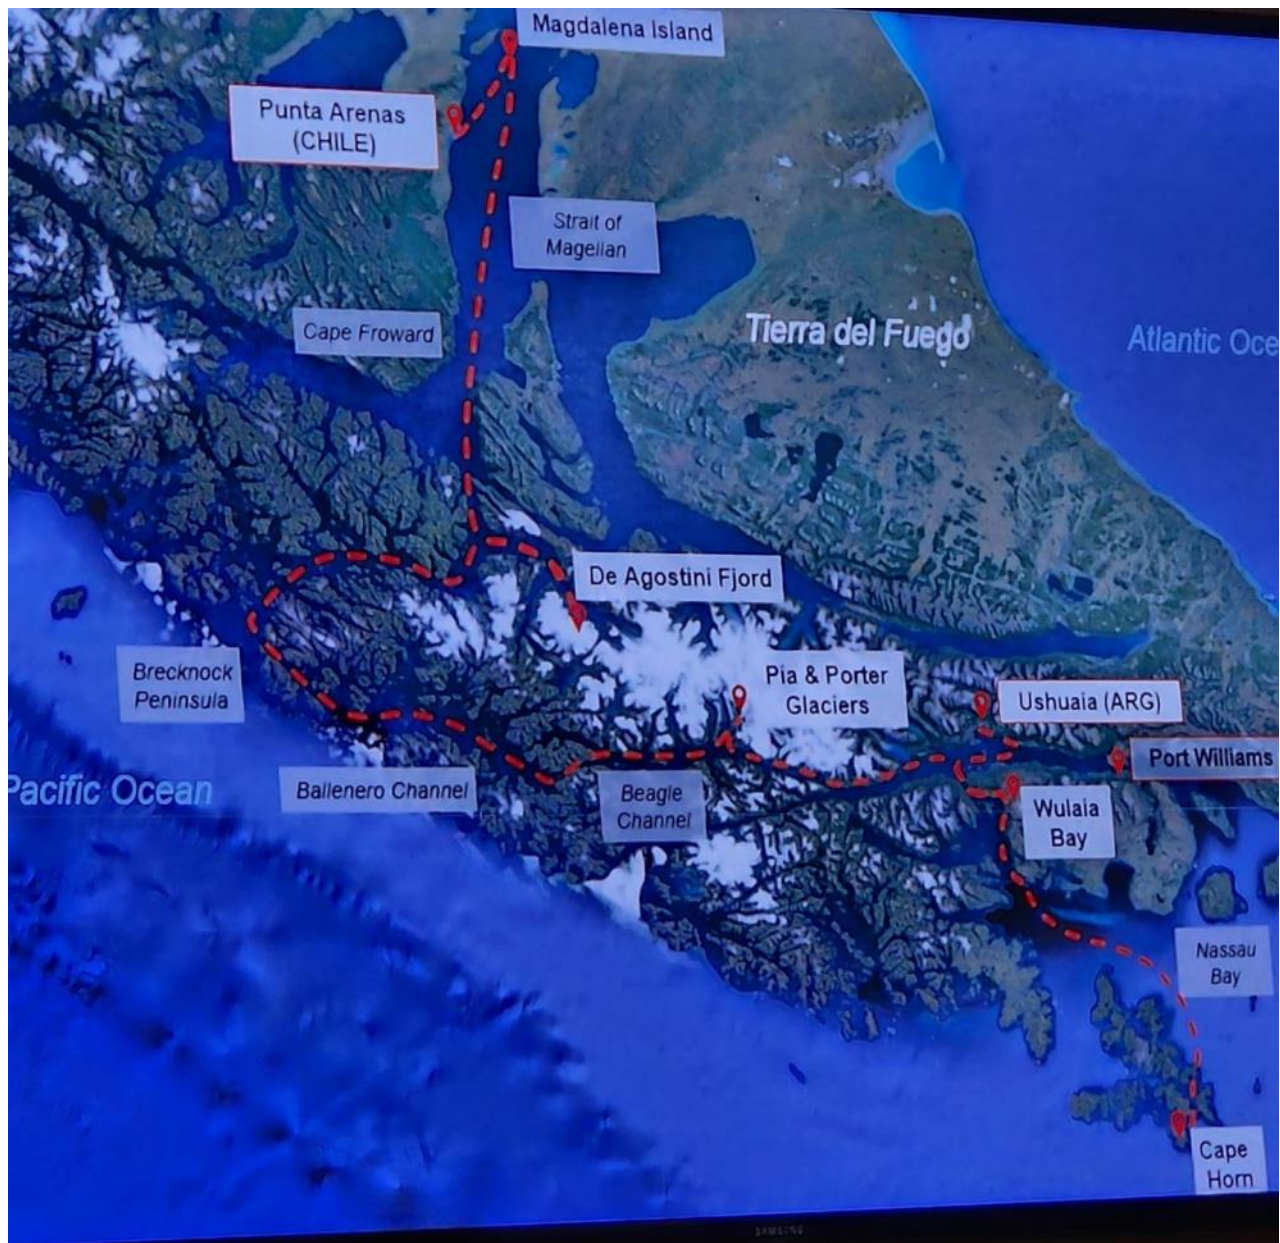 Magdalena Island
Punta Arenas
(CHILE)
Strait of
Magellan
Cape Froward
Tierra del Fuego
Atlantic Oce
De Agostini Fjord
Brecknock
Peninsula
Pia & Porter
Glaciers
Ushuaia (ARG)
Port Williams
Pacific Ocean
Ballenero Channel
Beagle
Channel
Wulaia
Bay
Nassau
Bay
Cape
Horn
SAMSUNG